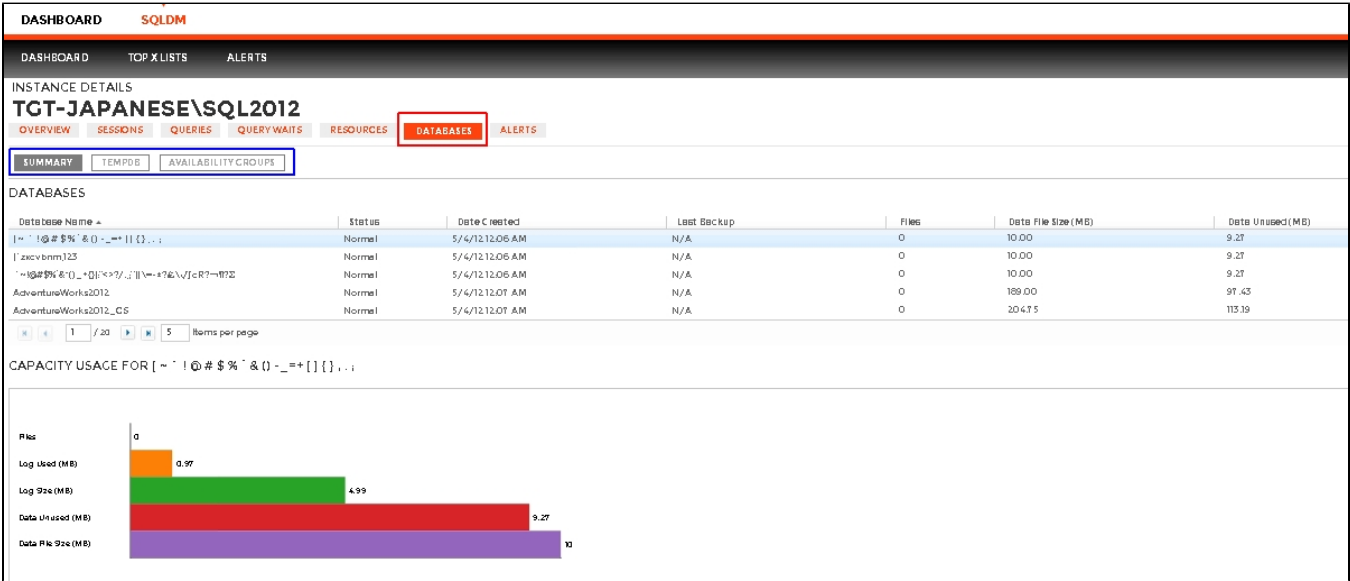 DASHBOARD SQLDM
DASHBOARD TOP X LISTS ALERTS
INSTANCE DETAILS
TGT-JAPANESE\SQL2012
OVERVIEW SESSIONS QUERIES QUERY WAITS RESOURCES DATABASES ALERTS
SUMMARY TEMPDB AVAILABILITY GROUPS
DATABASES
Database Name Status Date Created Last Backup Files Data File Size (MB) Data Unused (MB)
Normal 5/4/12 12:06 AM N/A 0 10.00 9.27
[`zxcvbnm,123 Normal 5/4/12 12:06 AM N/A 0 10.00 9.27
Normal 5/4/12 12:06 AM N/A 0 10.00 9.27
AdventureWorks2012 Normal 5/4/12 12:07 AM N/A 0 189.00 97.43
AdventureWorks2012_CS Normal 5/4/12 12:07 AM N/A 0 204.75 113.19
1 / 20 5 Items per page
CAPACITY USAGE FOR [ ~ ` ! @ # $ % ^ & () - _ = + [ ] { } , . ;
Files 0
Log Used (MB) 0.97
Log Size (MB) 4.99
Data Unused (MB) 9.27
Data File Size (MB) 10